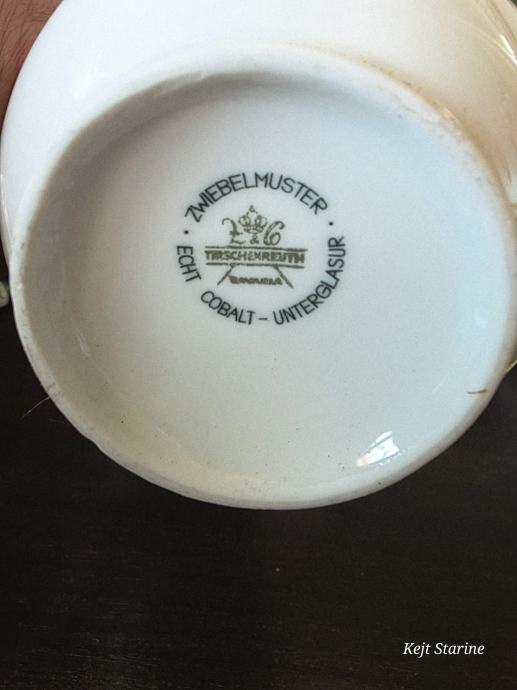 · ZWIEBELMUSTER ·
L & C
TIRSCHENREUTH
BAVARIA
ECHT COBALT - UNTERGLASUR
Kejt Starine